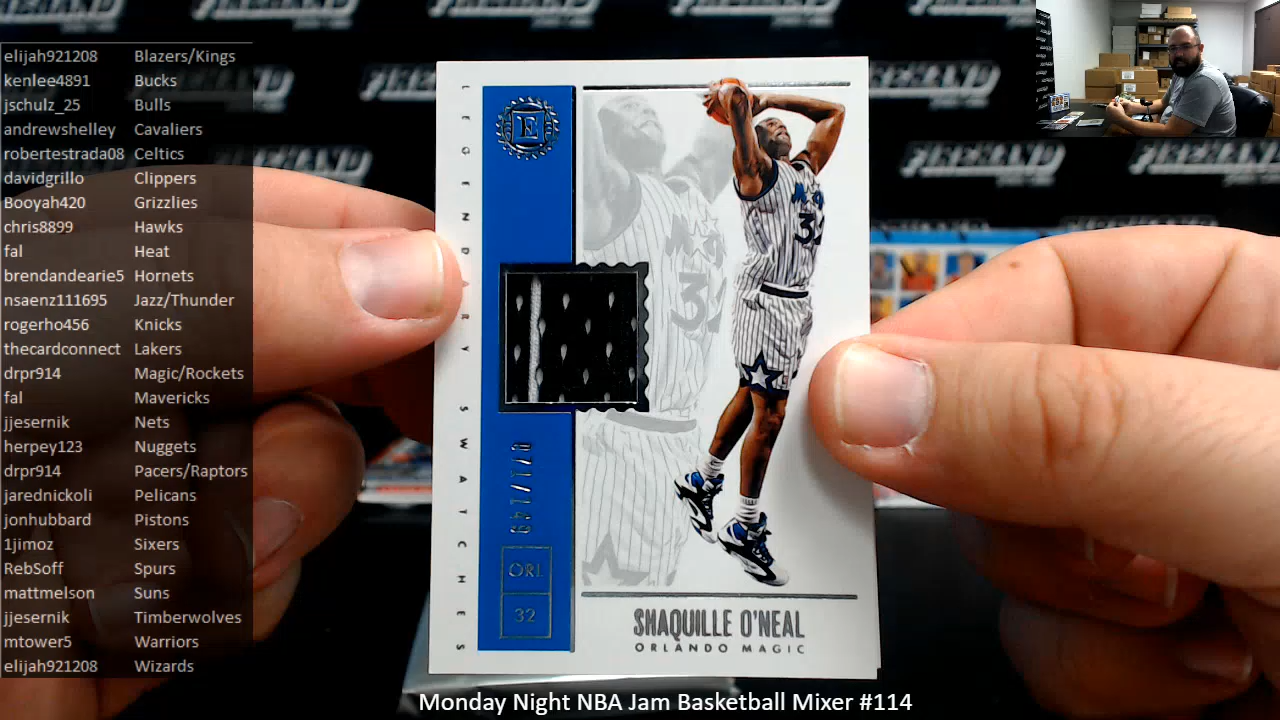 elijah921208 Blazers/Kings
kenlee4891 Bucks
jschulz_25 Bulls
andrewshelley Cavaliers
robertestrada08 Celtics
davidgrillo Clippers
Booyah420 Grizzlies
chris8899 Hawks
fal Heat
brendandearie5 Hornets
nsaenz111695 Jazz/Thunder
rogerho456 Knicks
thecardconnect Lakers
drpr914 Magic/Rockets
fal Mavericks
jjesernik Nets
herpey123 Nuggets
drpr914 Pacers/Raptors
jarednickoli Pelicans
jonhubbard Pistons
1jimoz Sixers
RebSoff Spurs
mattmelson Suns
jjesernik Timberwolves
mtower5 Warriors
elijah921208 Wizards
LEGENDARY SWATCHES
E
32
ORL
32
SHAQUILLE O'NEAL
ORLANDO MAGIC
FIREHAND
Monday Night NBA Jam Basketball Mixer #114